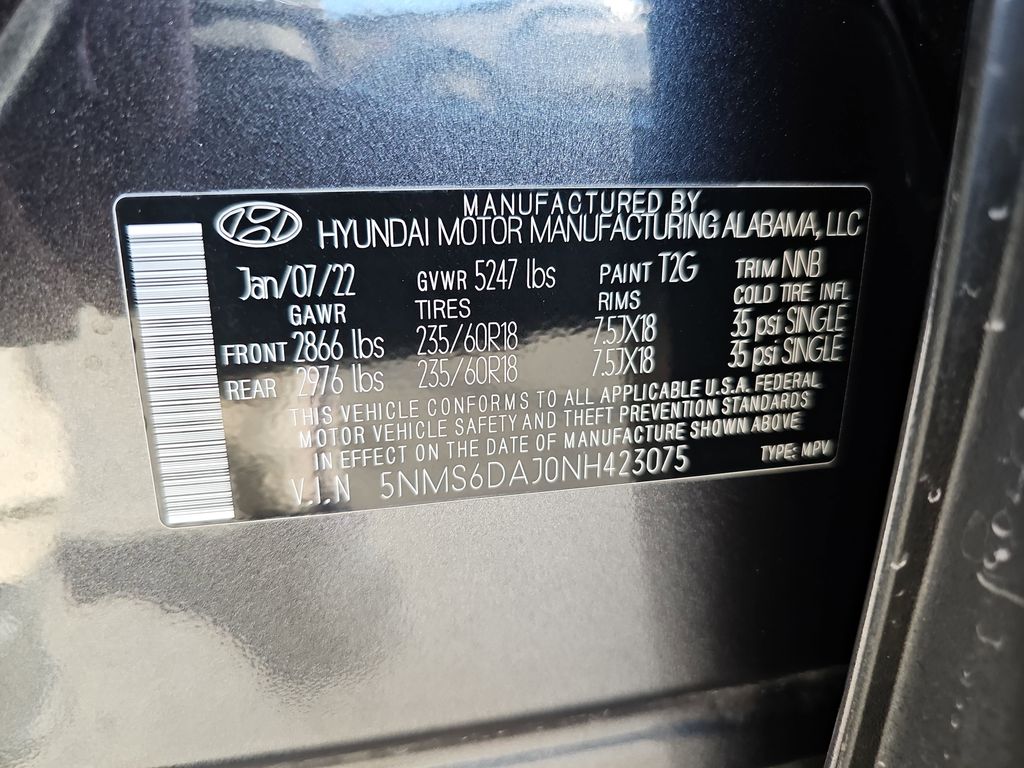 MANUFACTURED BY
HYUNDAI MOTOR MANUFACTURING ALABAMA, LLC
Jan/07/22 GVWR 5247 lbs PAINT T2G TRIM NNB
GAWR TIRES RIMS COLD TIRE INFL
FRONT 2866 lbs 235/60R18 7.5JX18 35 psi SINGLE
REAR 2976 lbs 235/60R18 7.5JX18 35 psi SINGLE
THIS VEHICLE CONFORMS TO ALL APPLICABLE U.S.A. FEDERAL
MOTOR VEHICLE SAFETY AND THEFT PREVENTION STANDARDS
IN EFFECT ON THE DATE OF MANUFACTURE SHOWN ABOVE
V.I.N 5NMS6DAJ0NH423075 TYPE: MPV